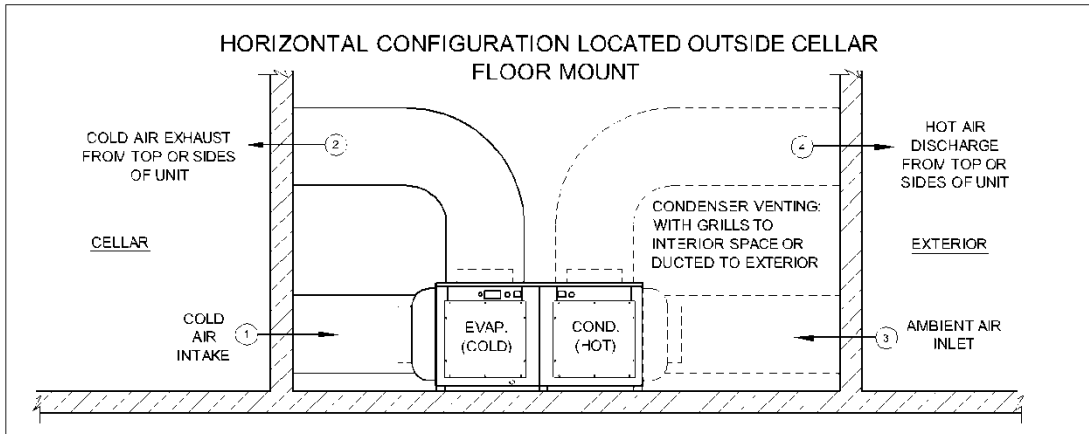 HORIZONTAL CONFIGURATION LOCATED OUTSIDE CELLAR
FLOOR MOUNT
COLD AIR EXHAUST
FROM TOP OR SIDES
OF UNIT
2
4
HOT AIR
DISCHARGE
FROM TOP OR
SIDES OF UNIT
CELLAR
CONDENSER VENTING:
WITH GRILLS TO
INTERIOR SPACE OR
DUCTED TO EXTERIOR
EXTERIOR
COLD
AIR
INTAKE
1
EVAP.
(COLD)
COND.
(HOT)
3
AMBIENT AIR
INLET